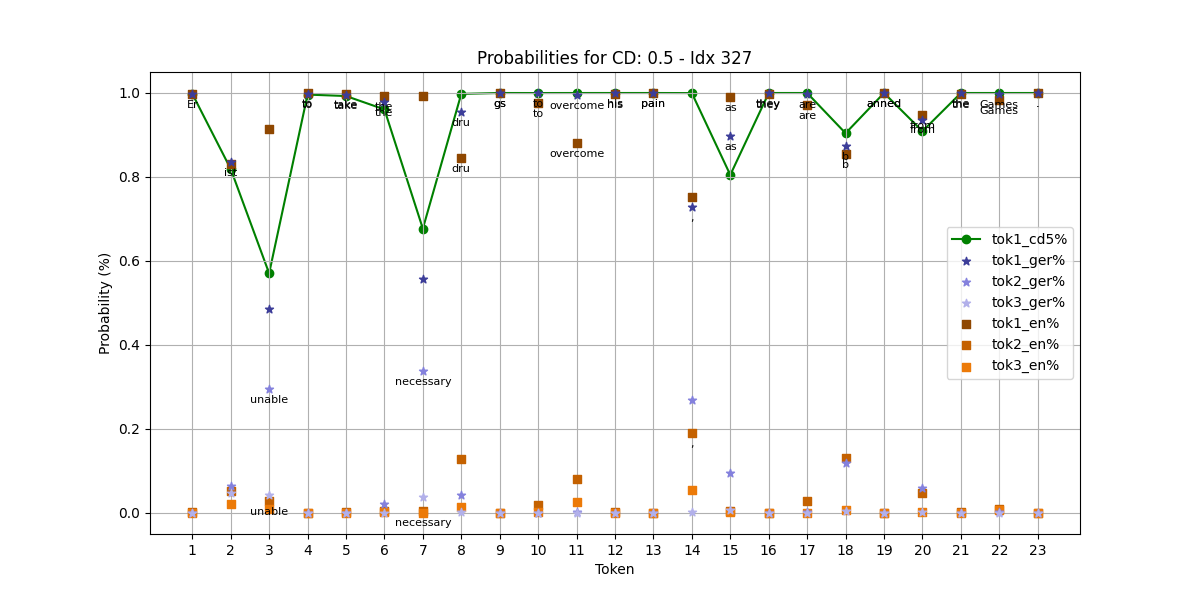 Probabilities for CD: 0.5 - Idx 327
Probability (%)
1.0
0.8
0.6
0.4
0.2
0.0
Er
ist
unable
unable
to
take
the
the
necessary
necessary
dru
dru
gs
to
to
overcome
overcome
his
pain
,
,
as
as
they
are
are
b
b
anned
from
from
the
Games
Games
.
tok1_cd5%
tok1_ger%
tok2_ger%
tok3_ger%
tok1_en%
tok2_en%
tok3_en%
1 2 3 4 5 6 7 8 9 10 11 12 13 14 15 16 17 18 19 20 21 22 23
Token